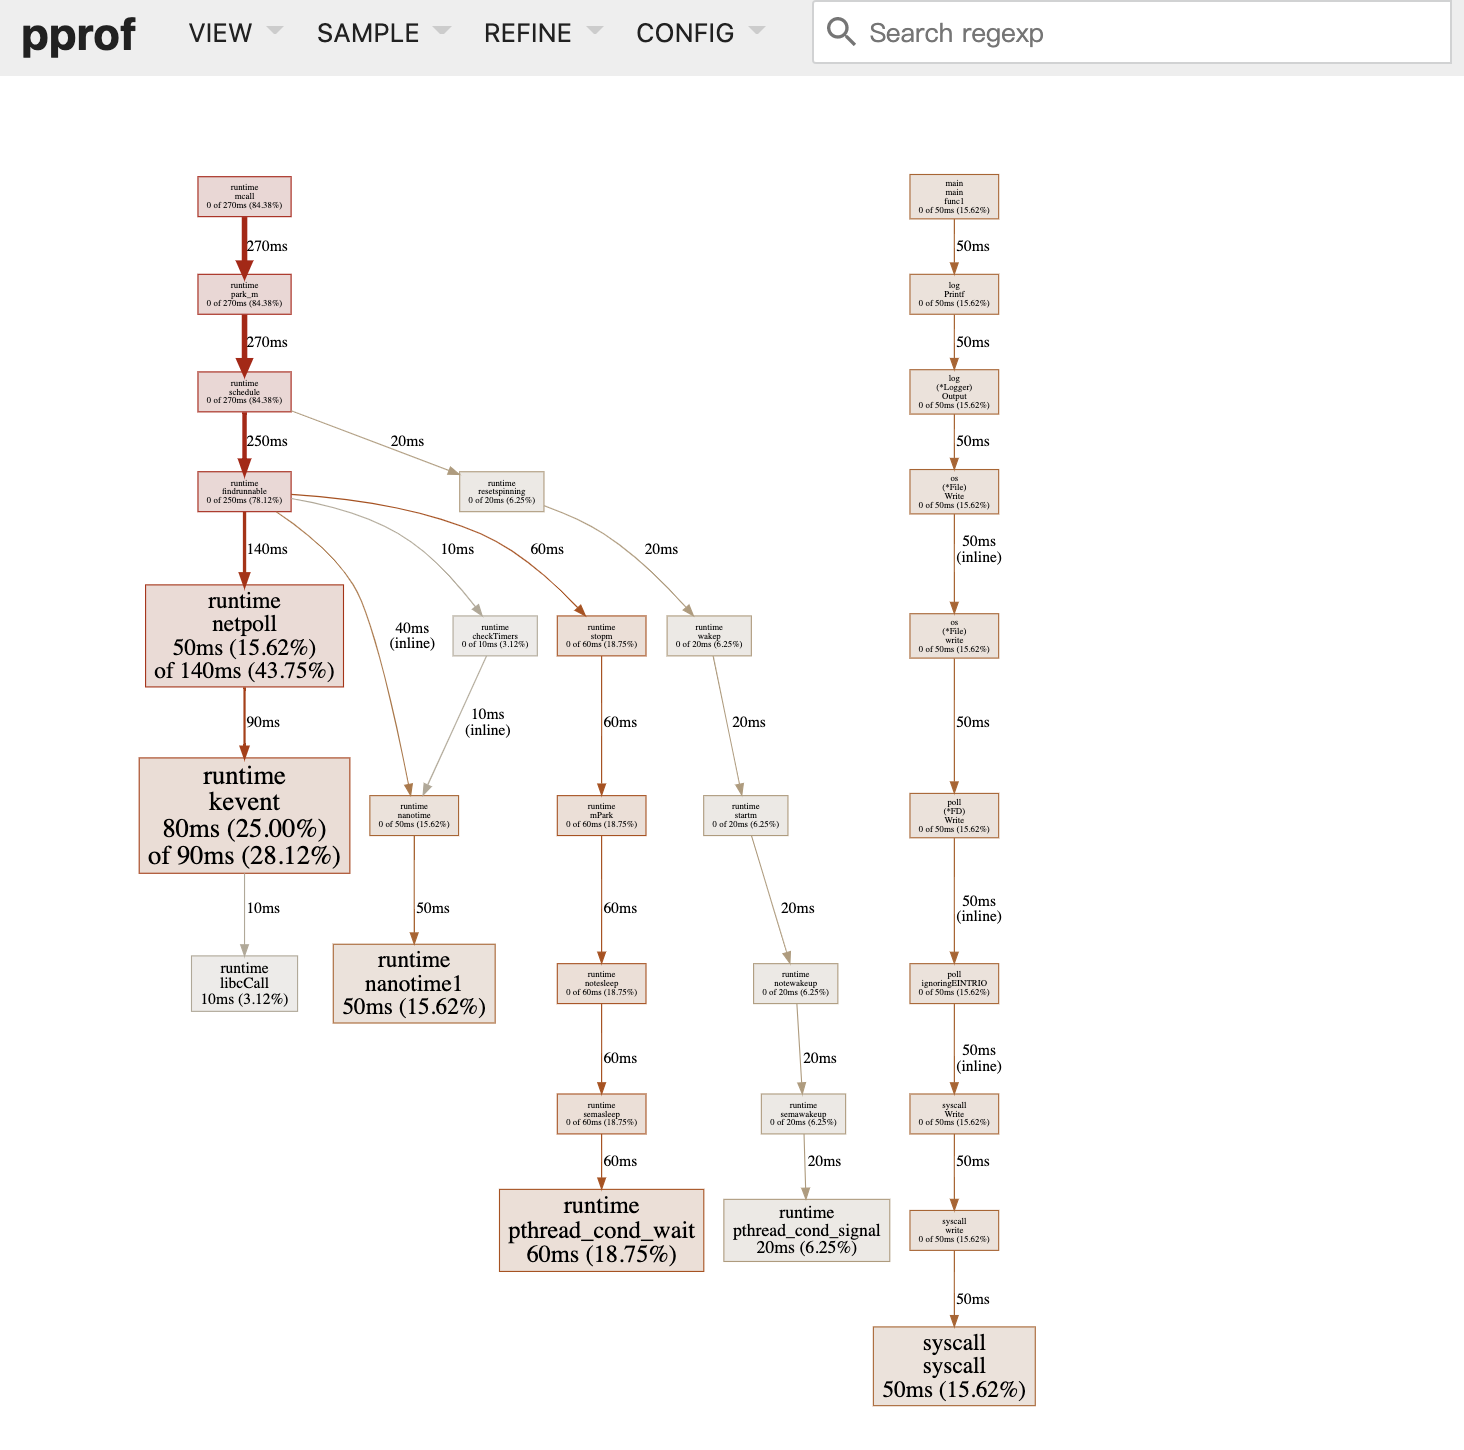 pprof VIEW SAMPLE REFINE CONFIG Search regexp
runtime
mcall
0 of 270ms (84.38%)
270ms
runtime
park_m
0 of 270ms (84.38%)
270ms
runtime
schedule
0 of 270ms (84.38%)
250ms
20ms
runtime
findrunnable
0 of 250ms (78.12%)
runtime
resetspinning
0 of 20ms (6.25%)
140ms
10ms
60ms
20ms
runtime
netpoll
50ms (15.62%)
of 140ms (43.75%)
40ms
(inline)
runtime
checkTimers
0 of 10ms (3.12%)
runtime
stopm
0 of 60ms (18.75%)
runtime
wakep
0 of 20ms (6.25%)
90ms
10ms
(inline)
60ms
20ms
runtime
kevent
80ms (25.00%)
of 90ms (28.12%)
runtime
nanotime
0 of 50ms (15.62%)
runtime
mPark
0 of 60ms (18.75%)
runtime
startm
0 of 20ms (6.25%)
10ms
50ms
60ms
20ms
runtime
libcCall
10ms (3.12%)
runtime
nanotime1
50ms (15.62%)
runtime
notesleep
0 of 60ms (18.75%)
runtime
notewakeup
0 of 20ms (6.25%)
60ms
20ms
runtime
semasleep
0 of 60ms (18.75%)
runtime
semawakeup
0 of 20ms (6.25%)
60ms
20ms
runtime
pthread_cond_wait
60ms (18.75%)
runtime
pthread_cond_signal
20ms (6.25%)
main
main
func1
0 of 50ms (15.62%)
50ms
log
Printf
0 of 50ms (15.62%)
50ms
log
(*Logger)
Output
0 of 50ms (15.62%)
50ms
os
(*File)
Write
0 of 50ms (15.62%)
50ms
(inline)
os
(*File)
write
0 of 50ms (15.62%)
50ms
poll
(*FD)
Write
0 of 50ms (15.62%)
50ms
(inline)
poll
ignoringEINTRIO
0 of 50ms (15.62%)
50ms
(inline)
syscall
Write
0 of 50ms (15.62%)
50ms
syscall
write
0 of 50ms (15.62%)
50ms
syscall
syscall
50ms (15.62%)